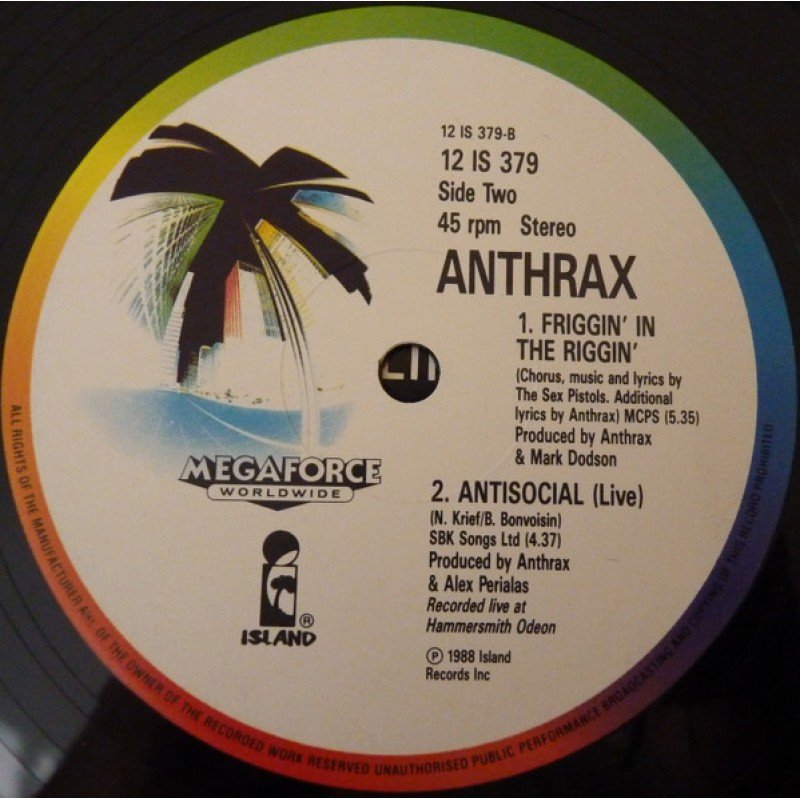 12 IS 379-B
12 IS 379
Side Two
45 rpm Stereo
ANTHRAX
1. FRIGGIN' IN
THE RIGGIN'
(Chorus, music and lyrics by
The Sex Pistols. Additional
lyrics by Anthrax) MCPS (5.35)
Produced by Anthrax
& Mark Dodson
2. ANTISOCIAL (Live)
(N. Krief/B. Bonvoisin)
SBK Songs Ltd (4.37)
Produced by Anthrax
& Alex Perialas
Recorded live at
Hammersmith Odeon
℗ 1988 Island
Records Inc
MEGAFORCE
WORLDWIDE
i
®
ISLAND
ALL RIGHTS OF THE MANUFACTURER AND OF THE OWNER OF THE RECORDED WORK RESERVED UNAUTHORISED PUBLIC PERFORMANCE BROADCASTING AND COPYING OF THIS RECORD PROHIBITED